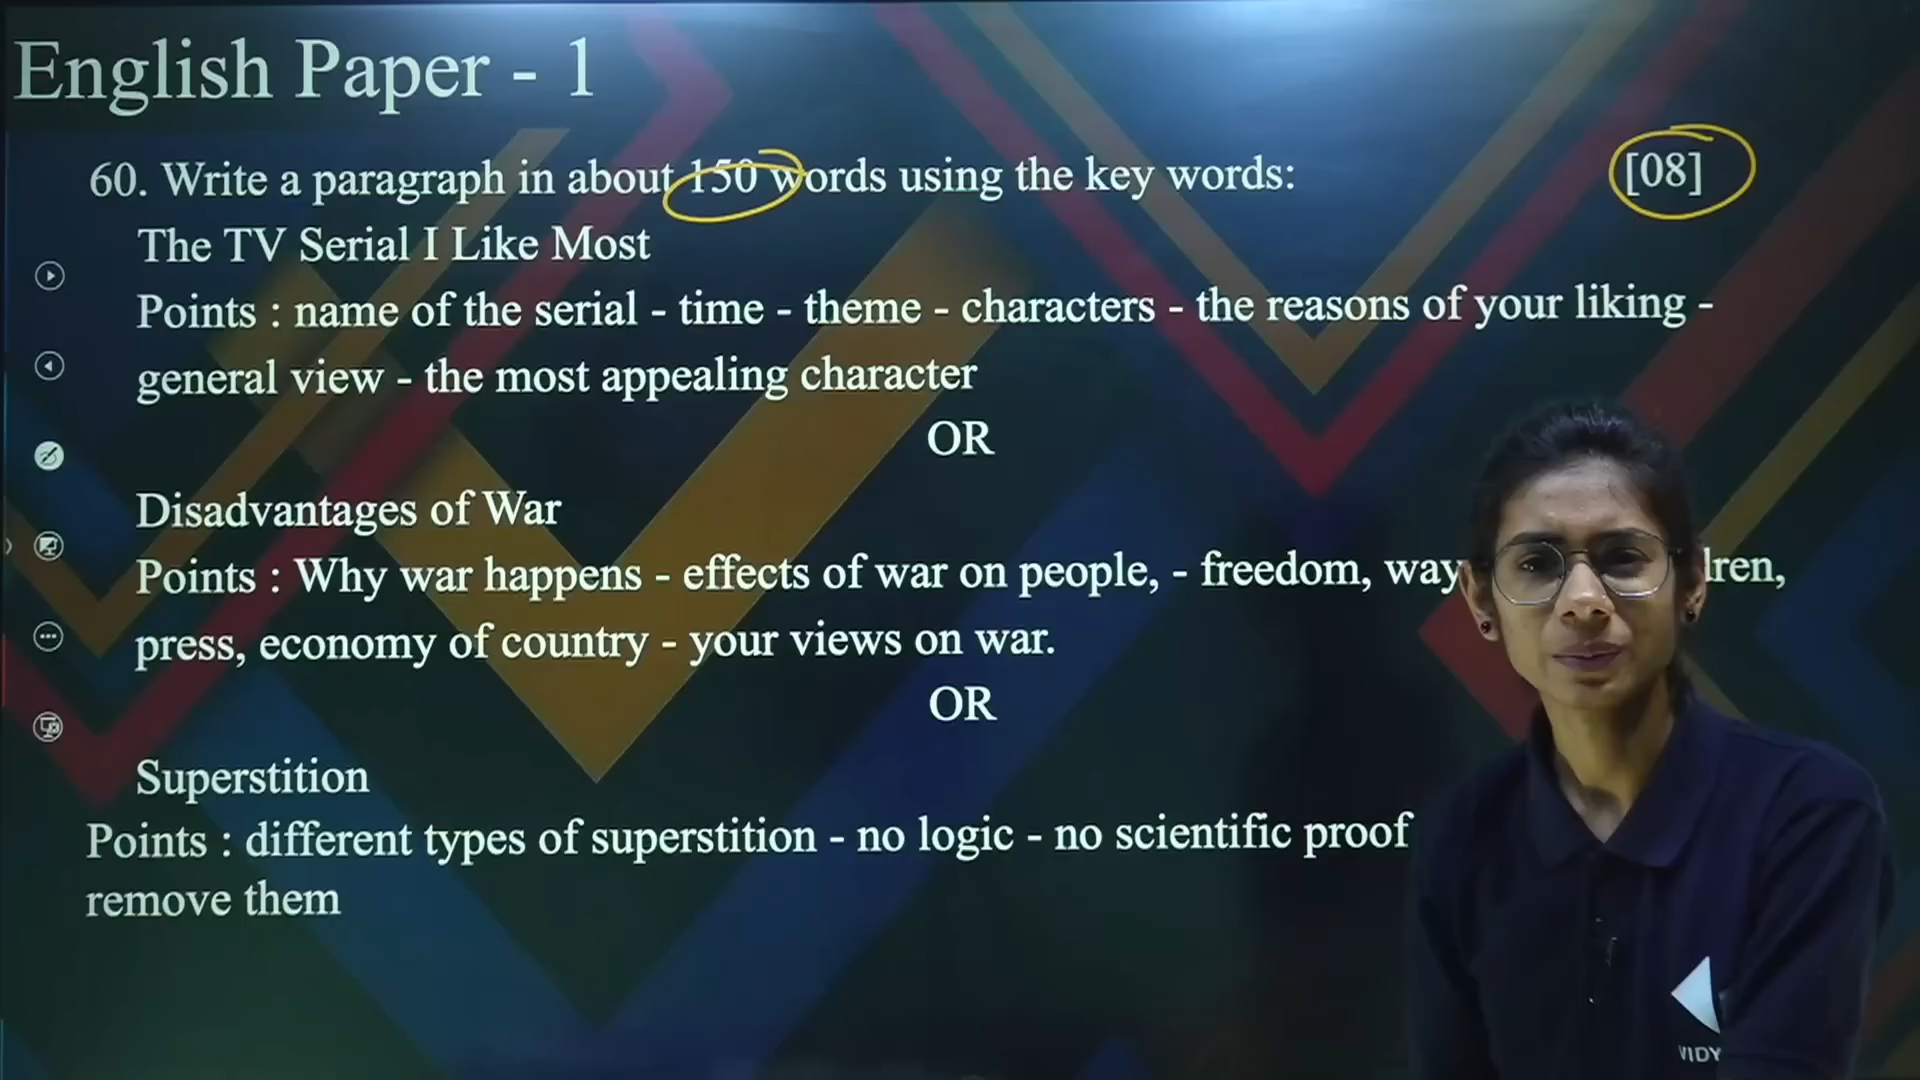 English Paper - 1
60. Write a paragraph in about 150 words using the key words: [08]
The TV Serial I Like Most
Points : name of the serial - time - theme - characters - the reasons of your liking -
general view - the most appealing character
OR
Disadvantages of War
Points : Why war happens - effects of war on people, - freedom, way
press, economy of country - your views on war.
OR
Superstition
Points : different types of superstition - no logic - no scientific proof
remove them